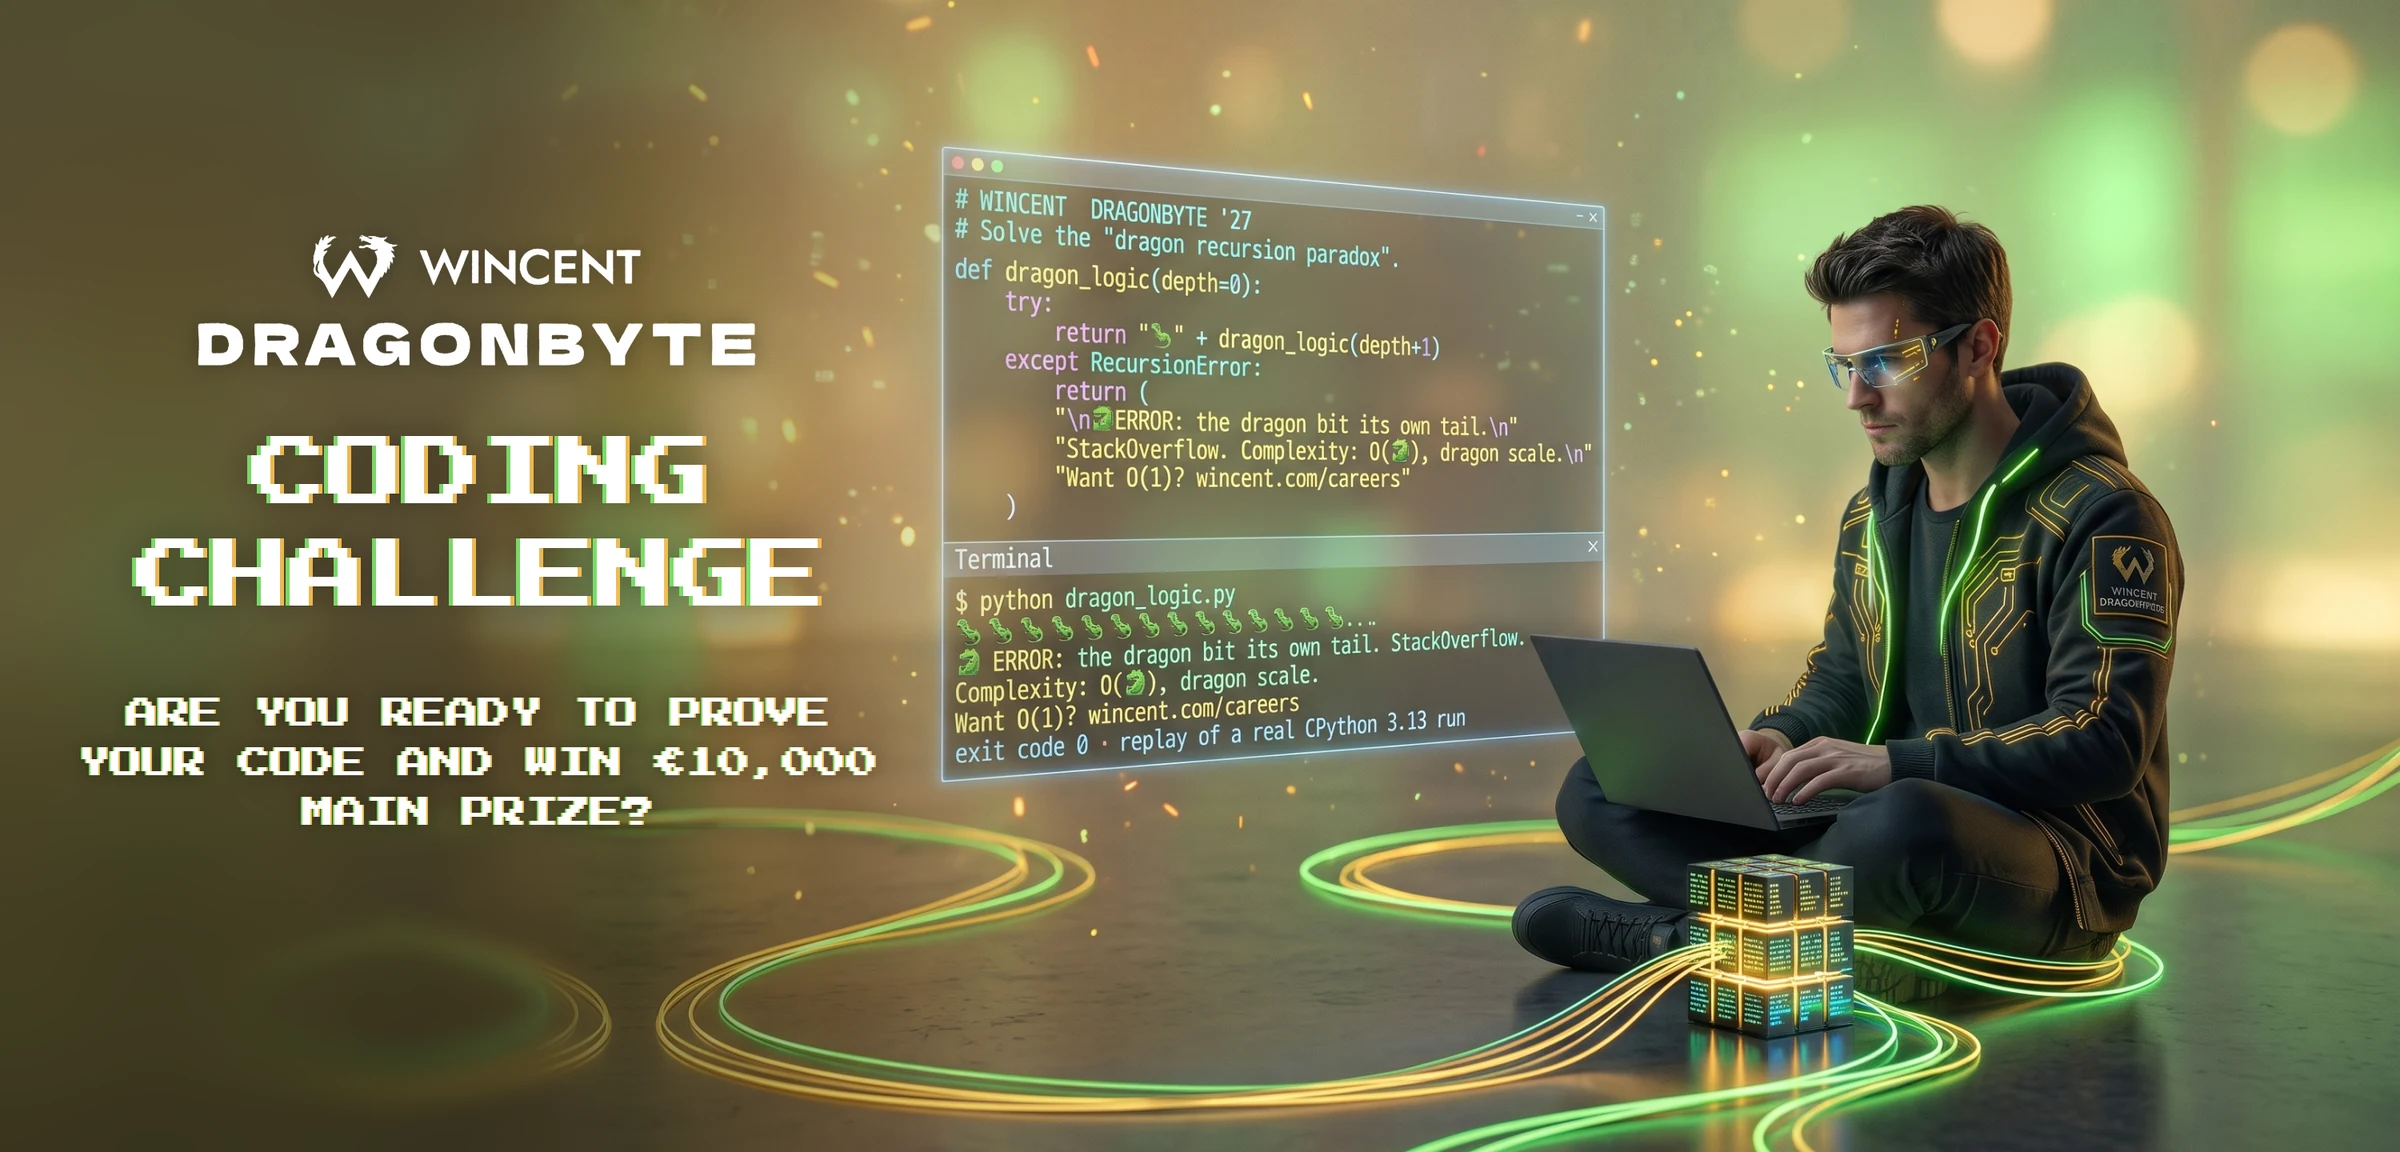 WINCENT
DRAGONBYTE
CODING
CHALLENGE
ARE YOU READY TO PROVE
YOUR CODE AND WIN €10,000
MAIN PRIZE?
# WINCENT DRAGONBYTE '27
# Solve the "dragon recursion paradox".
def dragon_logic(depth=0):
try:
return "🐉" + dragon_logic(depth+1)
except RecursionError:
return (
"\n🐲ERROR: the dragon bit its own tail.\n"
"StackOverflow. Complexity: O(🐲), dragon scale.\n"
"Want O(1)? wincent.com/careers"
)
Terminal
$ python dragon_logic.py
🐉🐉🐉🐉🐉🐉🐉🐉🐉🐉🐉🐉🐉🐉....
🐲 ERROR: the dragon bit its own tail. StackOverflow.
Complexity: O(🐲), dragon scale.
Want O(1)? wincent.com/careers
exit code 0 · replay of a real CPython 3.13 run
WINCENT